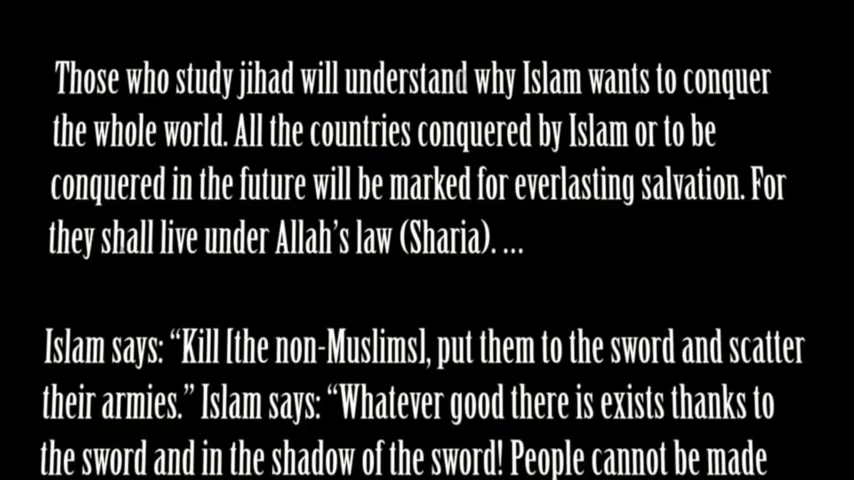 Those who study jihad will understand why Islam wants to conquer
the whole world. All the countries conquered by Islam or to be
conquered in the future will be marked for everlasting salvation. For
they shall live under Allah’s law (Sharia). ...
Islam says: “Kill [the non-Muslims], put them to the sword and scatter
their armies.” Islam says: “Whatever good there is exists thanks to
the sword and in the shadow of the sword! People cannot be made